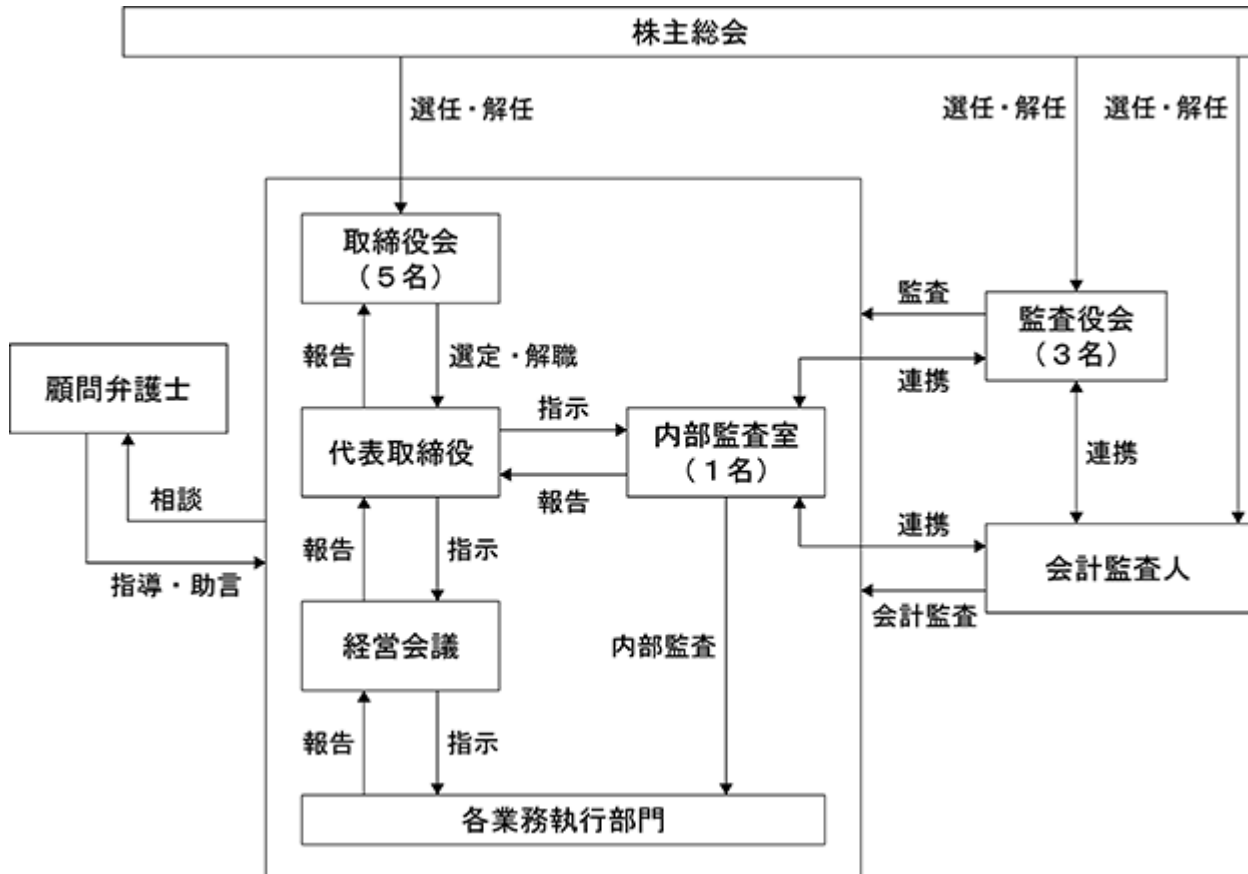 株主総会
選任・解任
選任・解任
選任・解任
取締役会
(5名)
監査
監査役会
(3名)
報告
選定・解職
連携
顧問弁護士
指示
代表取締役
内部監査室
(1名)
連携
報告
相談
報告
指示
連携
会計監査人
指導・助言
会計監査
経営会議
内部監査
報告
指示
各業務執行部門